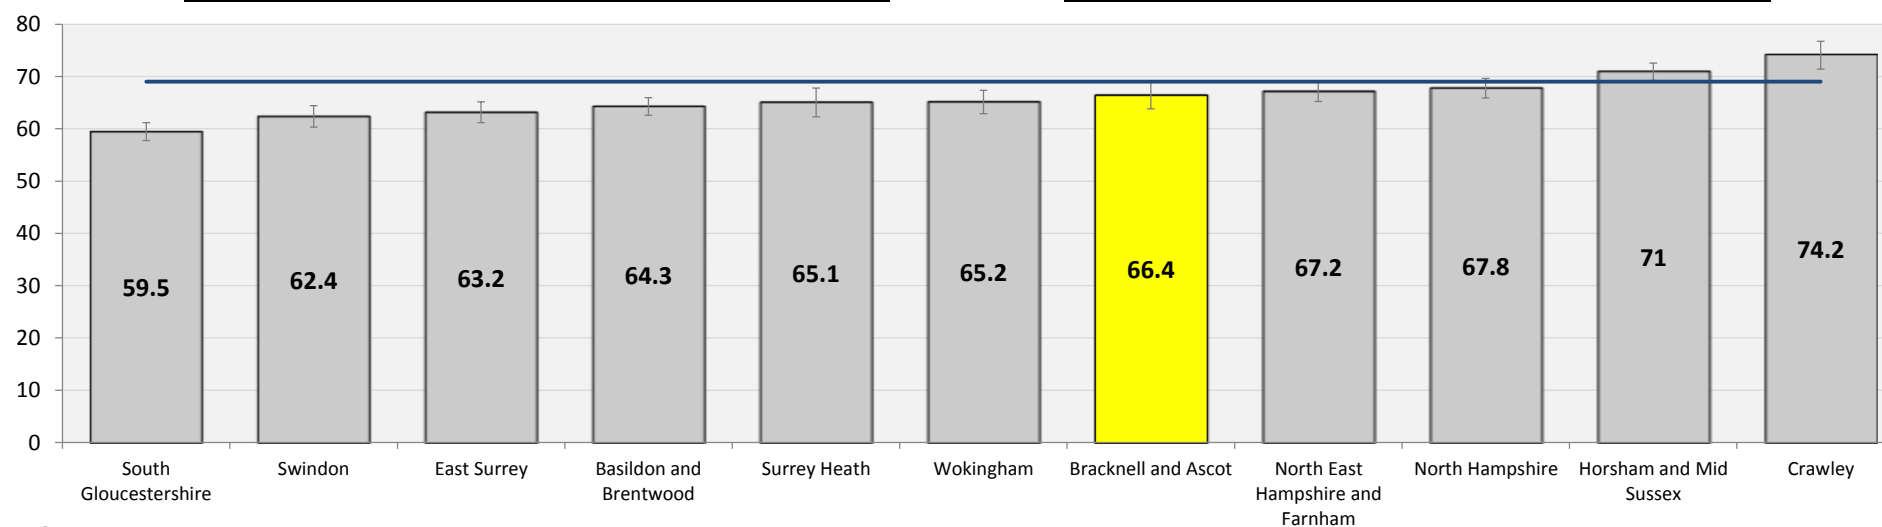 80
70
60
50
40
30
20
10
0
59.5
62.4
63.2
64.3
65.1
65.2
66.4
67.2
67.8
71
74.2
South
Gloucestershire
Swindon
East Surrey
Basildon and
Brentwood
Surrey Heath
Wokingham
Bracknell and Ascot
North East
Hampshire and
Farnham
North Hampshire
Horsham and Mid
Sussex
Crawley